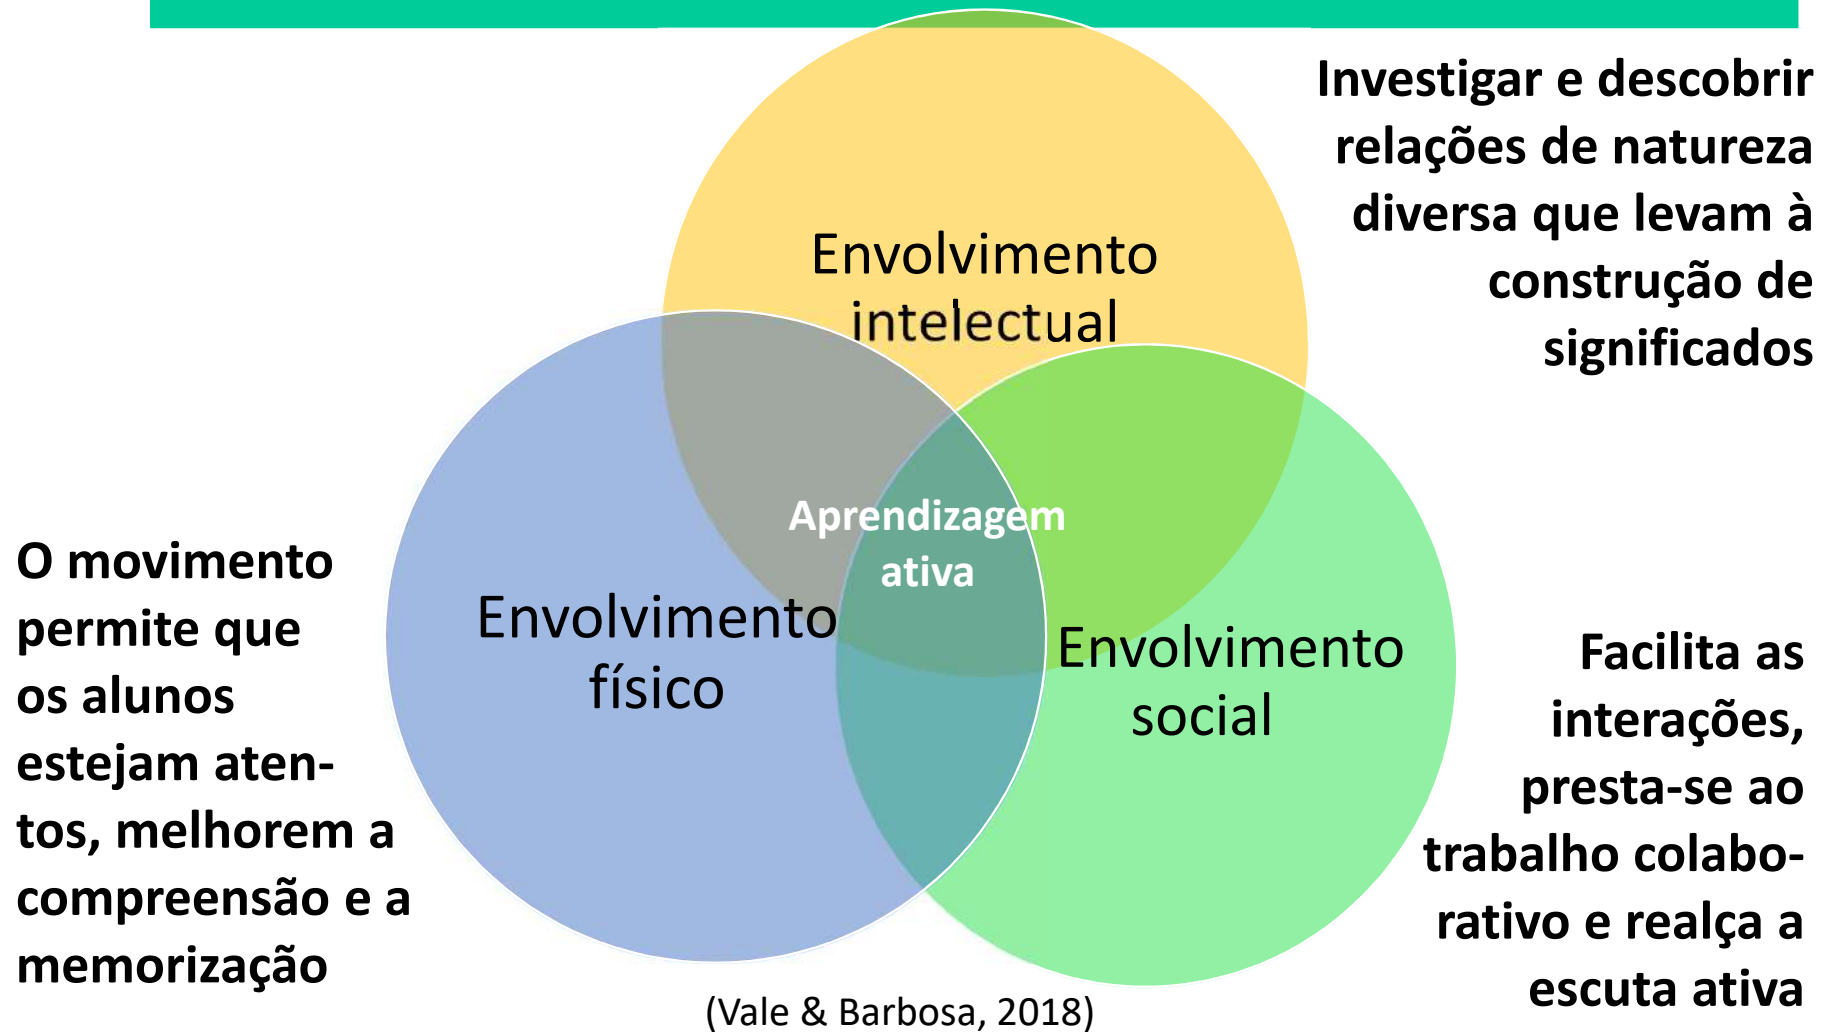 Investigar e descobrir
relações de natureza
diversa que levam à
construção de
significados
Envolvimento
intelectual
Aprendizagem
ativa
O movimento
permite que
os alunos
estejam aten-
tos, melhorem a
compreensão e a
memorização
Envolvimento
físico
Envolvimento
social
Facilita as
interações,
presta-se ao
trabalho colabo-
rativo e realça a
escuta ativa
(Vale & Barbosa, 2018)